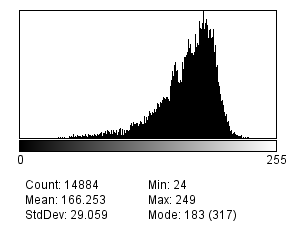 0 255
Count: 14884 Min: 24
Mean: 166.253 Max: 249
StdDev: 29.059 Mode: 183 (317)